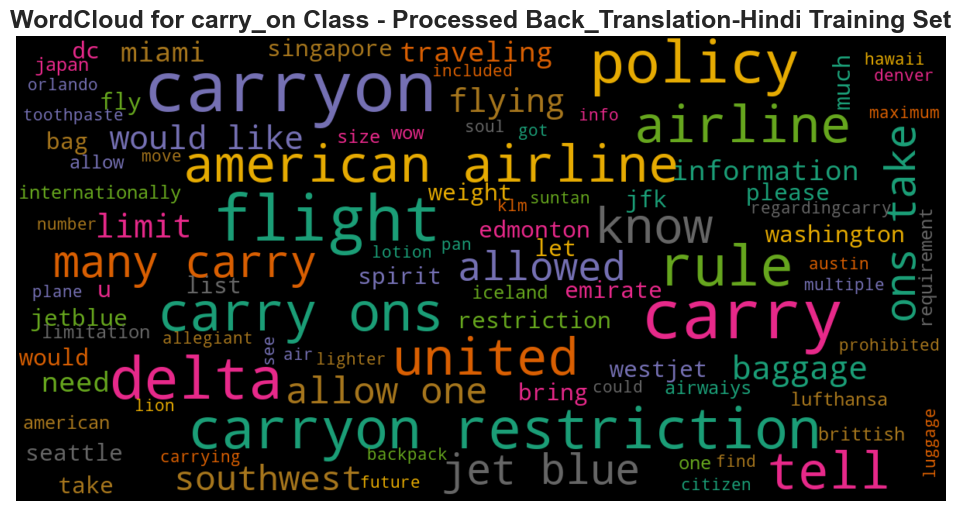 WordCloud for carry_on Class - Processed Back_Translation-Hindi Training Set
dc miami singapore traveling policy much hawaii
japan carryon included denver
orlando fly flying airline maximum
toothpaste would like size wow soul got info
bag allow move american airline information ons take
internationally weight klm suntan jfk please regardingcarry
number limit flight edmonton let know washington
many carry lotion pan spirit allowed rule austin
plane u list iceland emirate multiple requirement
jetblue carry ons restriction carry
limitation allegiant see air lighter united prohibited
would westjet baggage
need delta allow one bring could airwaiys lufthansa
lion
american carryon restriction brittish
seattle carrying backpack jet blue one find tell luggage
take southwest future citizen